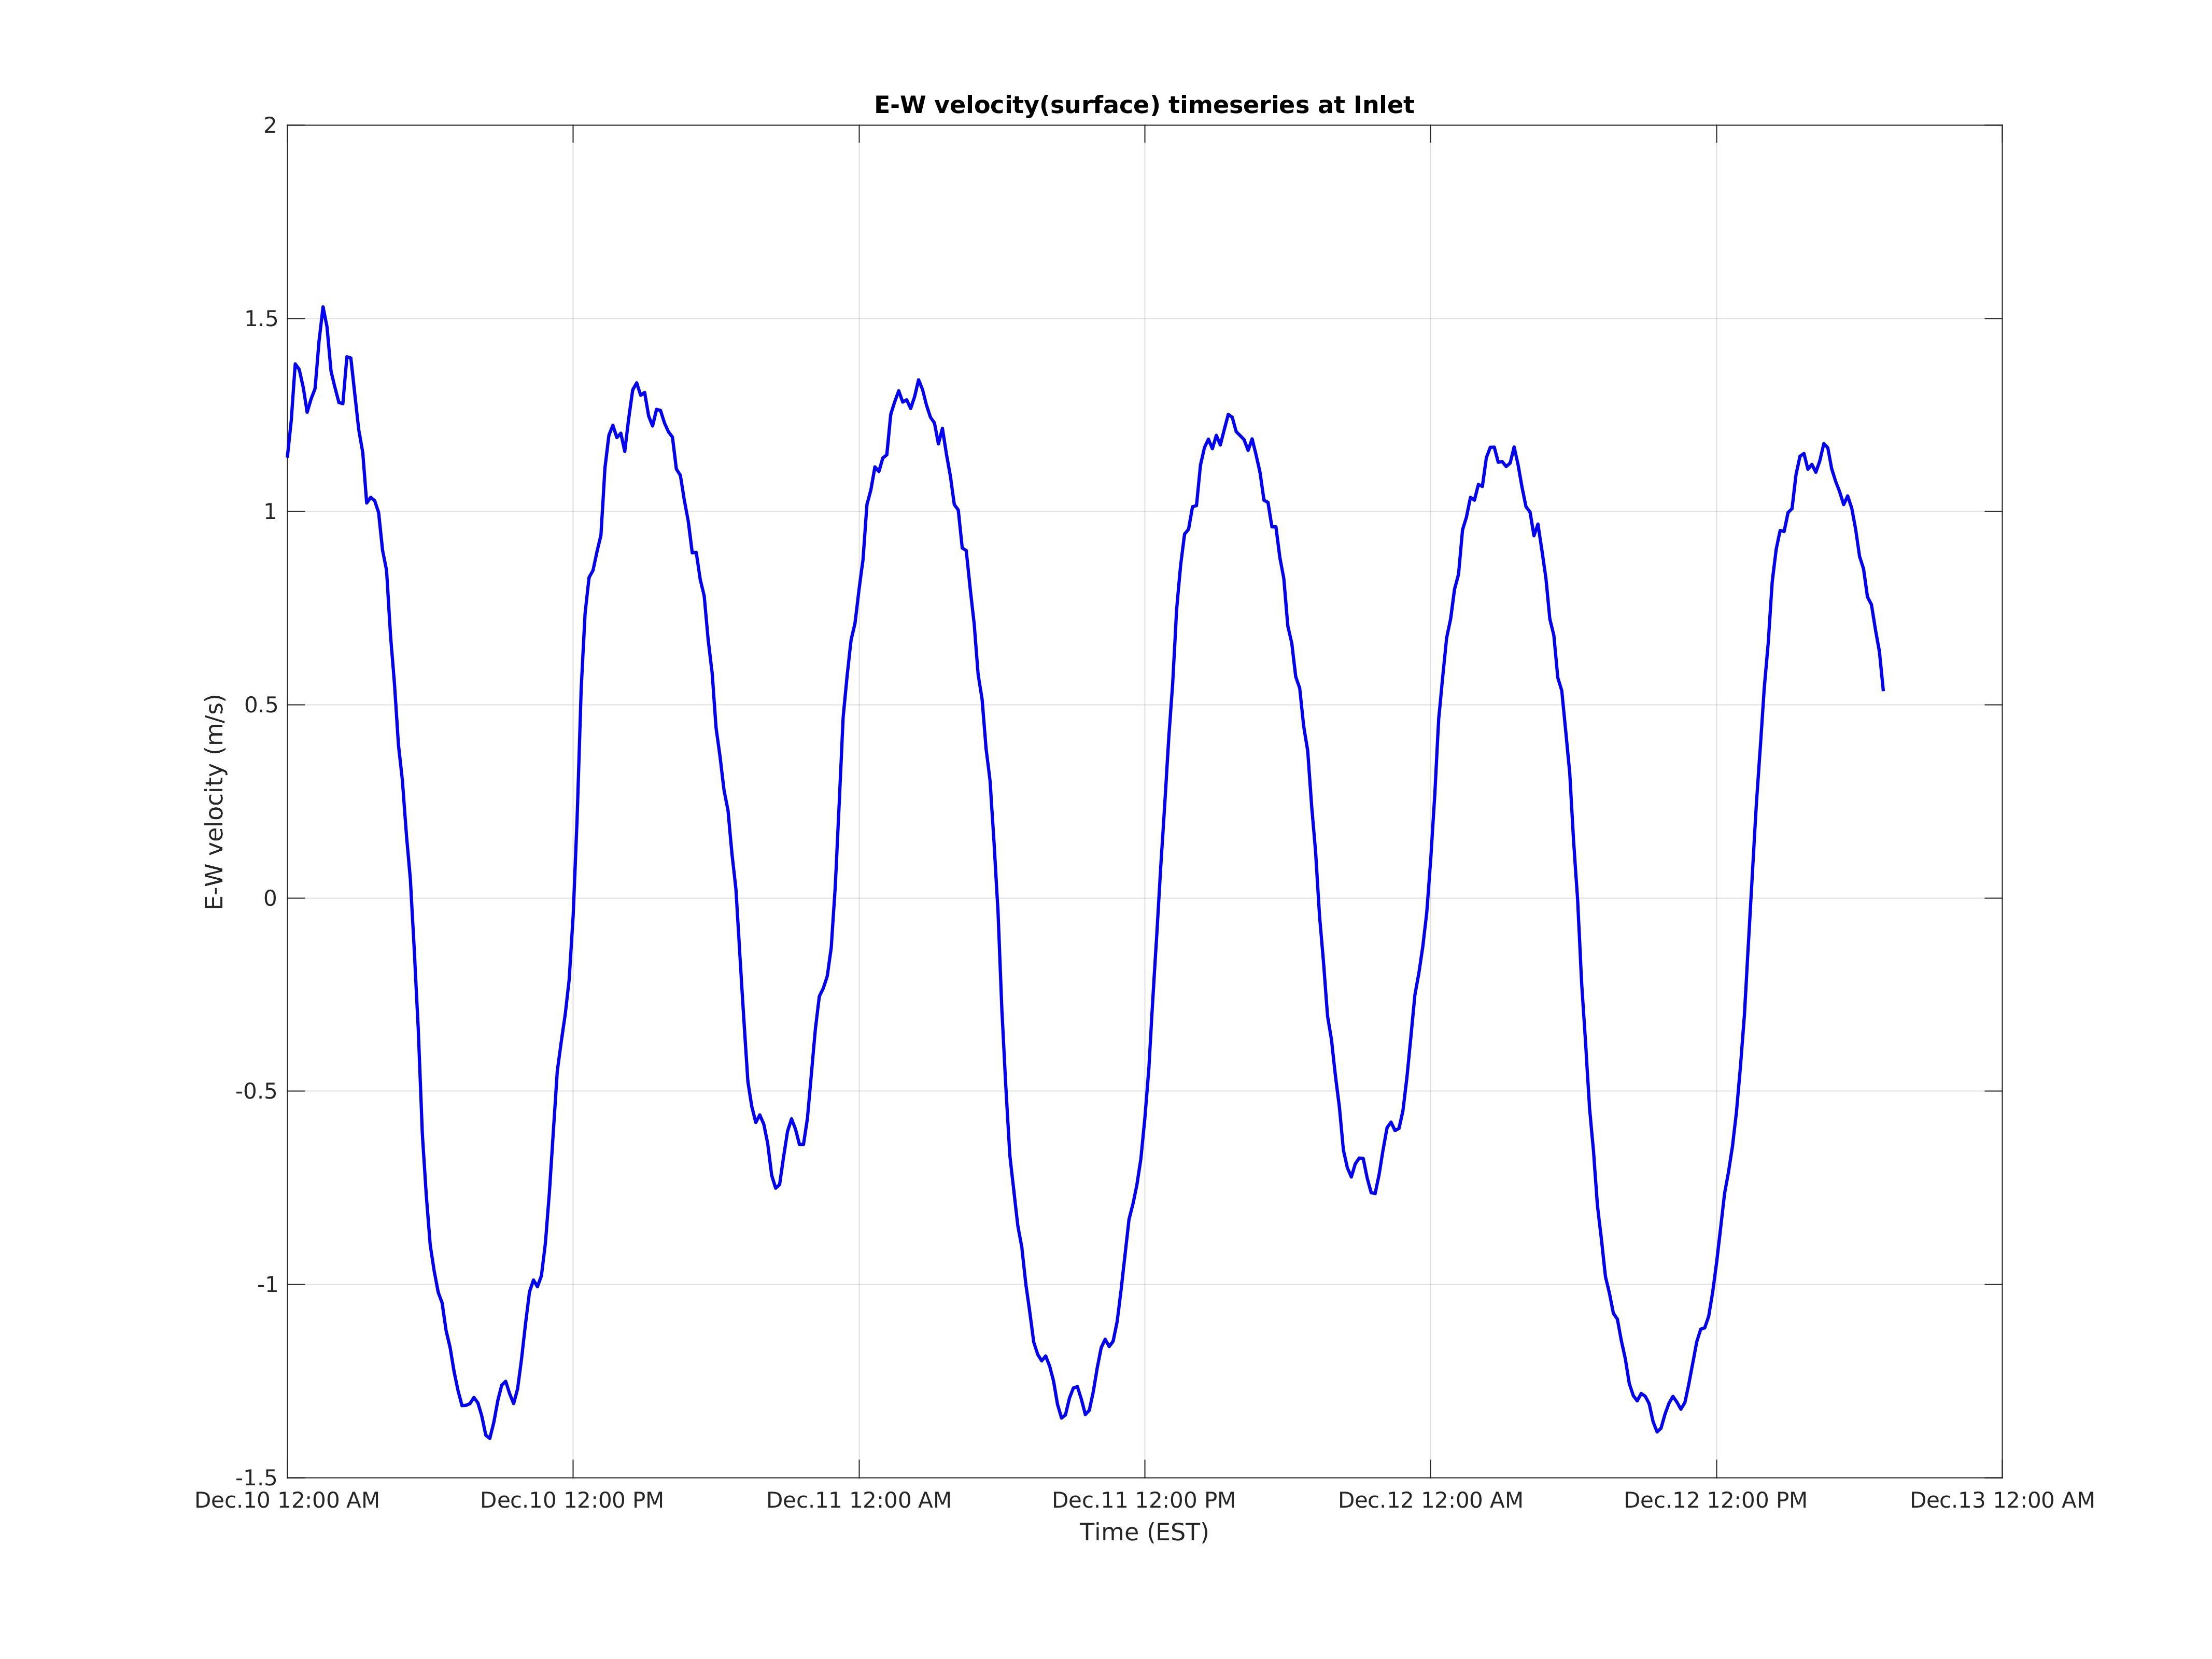 E-W velocity(surface) timeseries at Inlet
2
1.5
1
0.5
0
-0.5
-1
-1.5
E-W velocity (m/s)
Dec.10 12:00 AM Dec.10 12:00 PM Dec.11 12:00 AM Dec.11 12:00 PM Dec.12 12:00 AM Dec.12 12:00 PM Dec.13 12:00 AM
Time (EST)